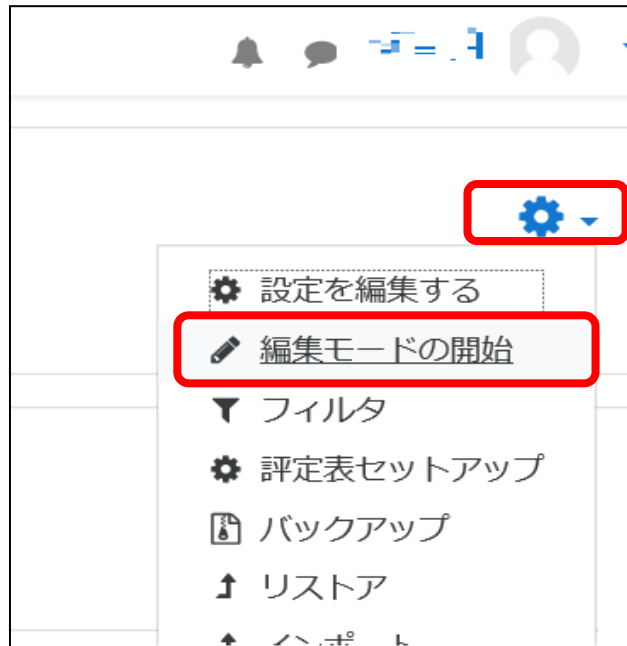 設定を編集する
編集モードの開始
フィルタ
評定表セットアップ
バックアップ
リストア